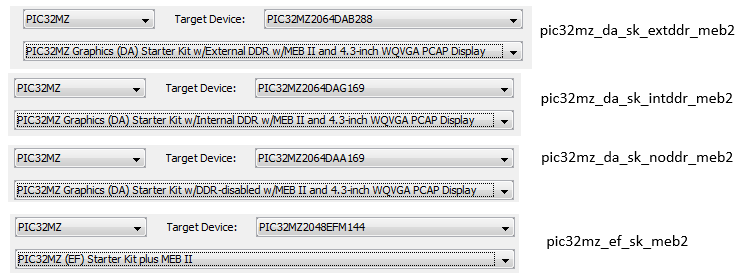 PIC32MZ Target Device: PIC32MZ2064DAB288
PIC32MZ Graphics (DA) Starter Kit w/External DDR w/MEB II and 4.3-inch WQVGA PCAP Display
pic32mz_da_sk_extddr_meb2
PIC32MZ Target Device: PIC32MZ2064DAG169
PIC32MZ Graphics (DA) Starter Kit w/Internal DDR w/MEB II and 4.3-inch WQVGA PCAP Display
pic32mz_da_sk_intddr_meb2
PIC32MZ Target Device: PIC32MZ2064DAA169
PIC32MZ Graphics (DA) Starter Kit w/DDR-disabled w/MEB II and 4.3-inch WQVGA PCAP Display
pic32mz_da_sk_noddr_meb2
PIC32MZ Target Device: PIC32MZ2048EFM144
PIC32MZ (EF) Starter Kit plus MEB II
pic32mz_ef_sk_meb2